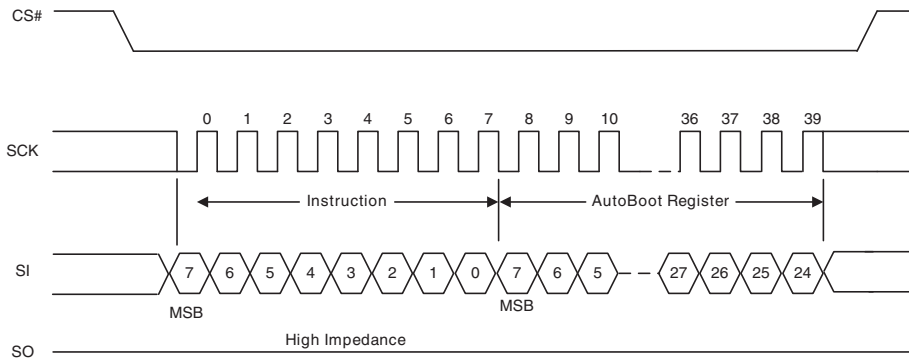 CS#
0 1 2 3 4 5 6 7 8 9 10 36 37 38 39
SCK
Instruction AutoBoot Register
SI 7 6 5 4 3 2 1 0 7 6 5 27 26 25 24
MSB MSB
High Impedance
SO